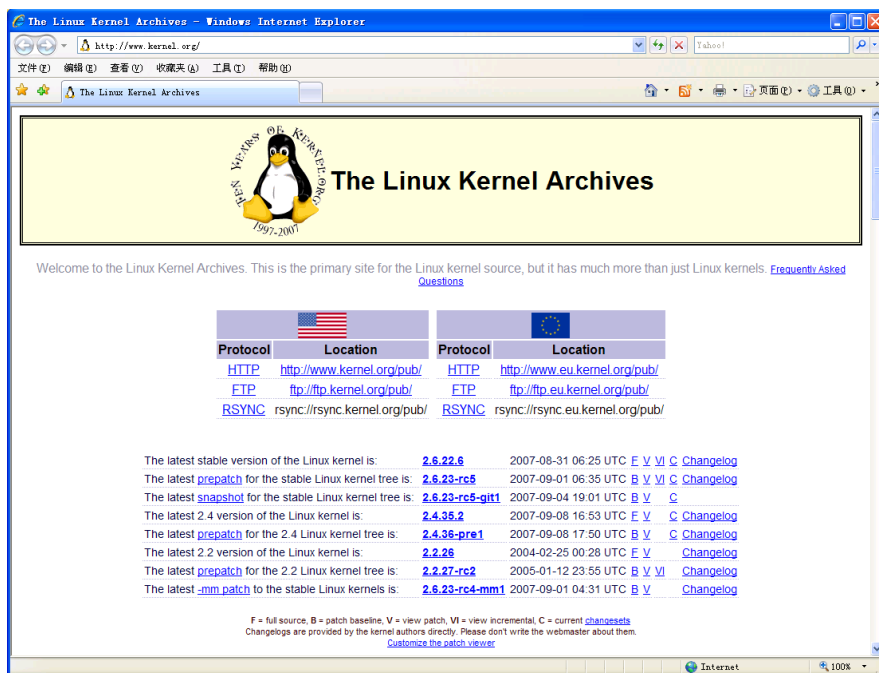 The Linux Kernel Archives - Windows Internet Explorer
http://www.kernel.org/
Yahoo!
文件(F) 编辑(E) 查看(V) 收藏夹(A) 工具(T) 帮助(H)
The Linux Kernel Archives
页面(P) 工具(O)
TEN YEARS OF KERNEL.ORG
1997-2007
The Linux Kernel Archives
Welcome to the Linux Kernel Archives. This is the primary site for the Linux kernel source, but it has much more than just Linux kernels. Frequently Asked
Questions
Protocol Location Protocol Location
HTTP http://www.kernel.org/pub/ HTTP http://www.eu.kernel.org/pub/
FTP ftp://ftp.kernel.org/pub/ FTP ftp://ftp.eu.kernel.org/pub/
RSYNC rsync://rsync.kernel.org/pub/ RSYNC rsync://rsync.eu.kernel.org/pub/
The latest stable version of the Linux kernel is: 2.6.22.6 2007-08-31 06:25 UTC F V VI C Changelog
The latest prepatch for the stable Linux kernel tree is: 2.6.23-rc5 2007-09-01 06:35 UTC B V VI C Changelog
The latest snapshot for the stable Linux kernel tree is: 2.6.23-rc5-git1 2007-09-04 19:01 UTC B V C
The latest 2.4 version of the Linux kernel is: 2.4.35.2 2007-09-08 16:53 UTC F V C Changelog
The latest prepatch for the 2.4 Linux kernel tree is: 2.4.36-pre1 2007-09-08 17:50 UTC B V C Changelog
The latest 2.2 version of the Linux kernel is: 2.2.26 2004-02-25 00:28 UTC F V Changelog
The latest prepatch for the 2.2 Linux kernel tree is: 2.2.27-rc2 2005-01-12 23:55 UTC B V VI Changelog
The latest -mm patch to the stable Linux kernels is: 2.6.23-rc4-mm1 2007-09-01 04:31 UTC B V Changelog
F = full source, B = patch baseline, V = view patch, VI = view incremental, C = current changesets
Changelogs are provided by the kernel authors directly. Please don't write the webmaster about them.
Customize the patch viewer
Internet 100%